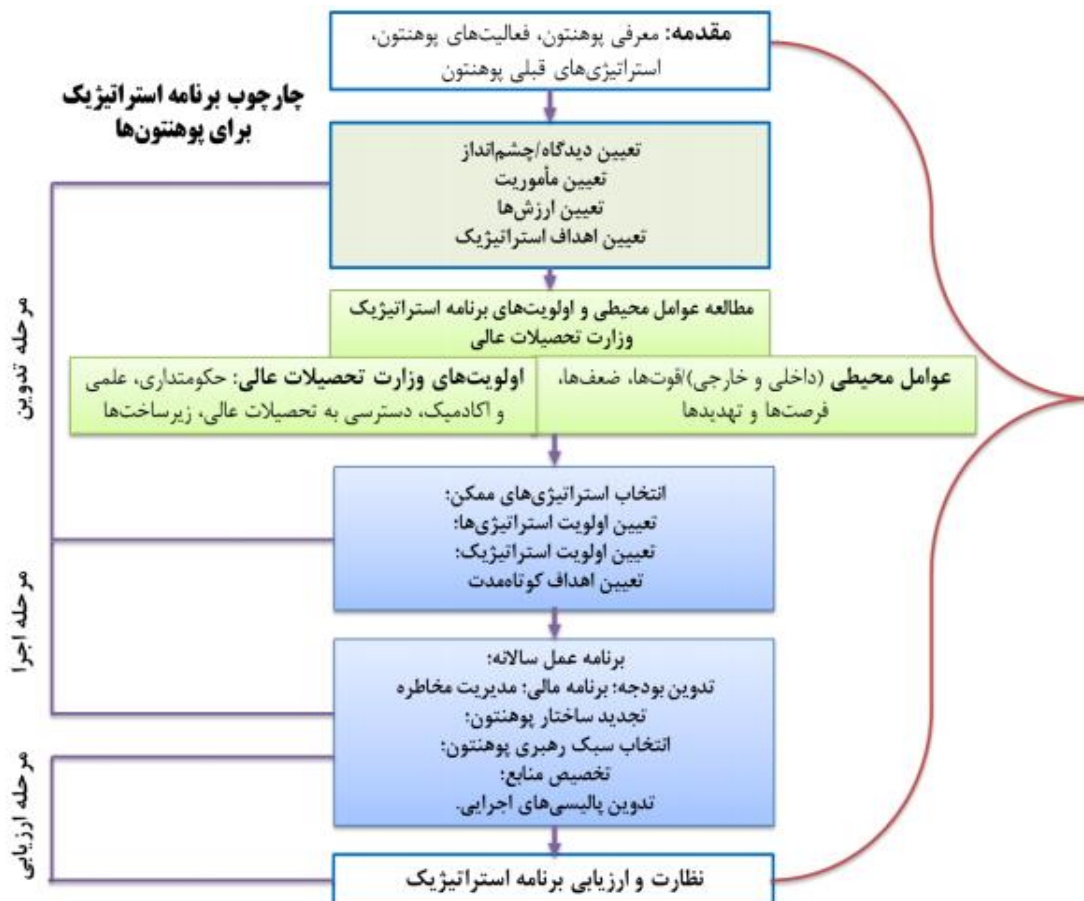 چارچوب برنامه استراتیژیک
برای پوهنتون‌ها
مقدمه: معرفی پوهنتون، فعالیت‌های پوهنتون،
استراتیژی‌های قبلی پوهنتون
تعیین دیدگاه/چشم‌انداز
تعیین مأموریت
تعیین ارزش‌ها
تعیین اهداف استراتیژیک
مطالعه عوامل محیطی و اولویت‌های برنامه استراتیژیک
وزارت تحصیلات عالی
عوامل محیطی (داخلی و خارجی)/قوت‌ها، ضعف‌ها،
فرصت‌ها و تهدیدها
اولویت‌های وزارت تحصیلات عالی: حکومتداری، علمی
و اکادمیک، دسترسی به تحصیلات عالی، زیرساخت‌ها
انتخاب استراتیژی‌های ممکن؛
تعیین اولویت استراتیژی‌ها؛
تعیین اولویت استراتیژیک؛
تعیین اهداف کوتاه‌مدت
برنامه عمل سالانه؛
تدوین بودجه؛ برنامه مالی؛ مدیریت مخاطره
تجدید ساختار پوهنتون؛
انتخاب سبک رهبری پوهنتون؛
تخصیص منابع؛
تدوین پالیسی‌های اجرایی.
نظارت و ارزیابی برنامه استراتیژیک
مرحله تدوین
مرحله اجرا
مرحله ارزیابی